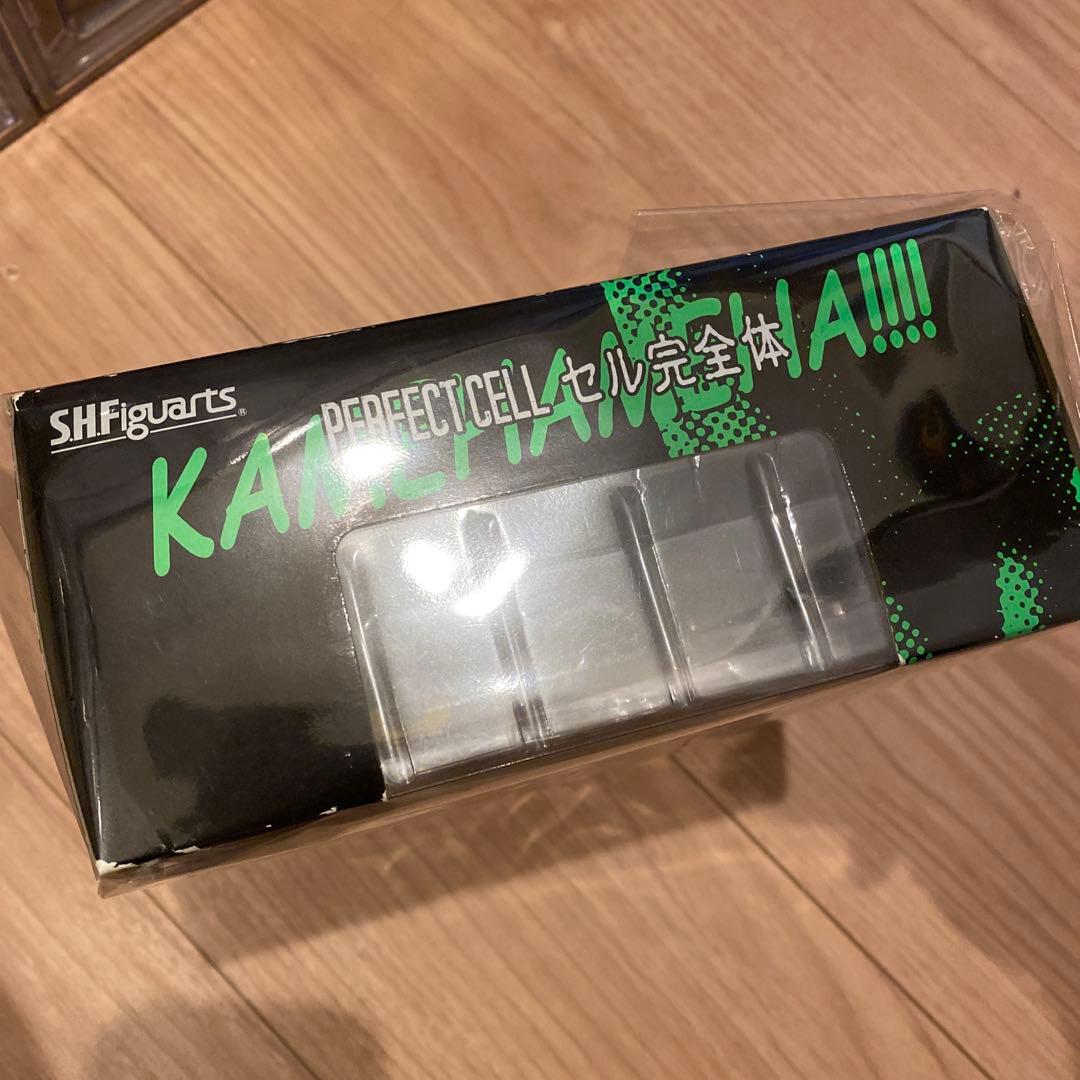 S.H.Figuarts®
PERFECT CELL セル完全体
KAMEHAMEHA!!!!